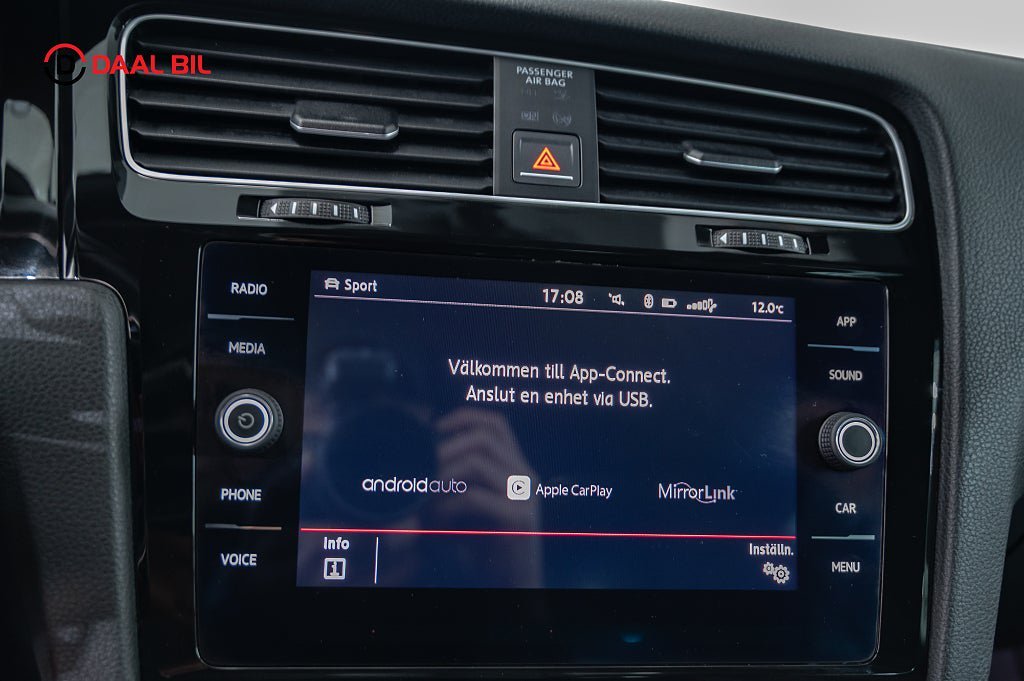 DAAL BIL
PASSENGER
AIR BAG
RADIO
MEDIA
PHONE
VOICE
Sport
17:08
12.0°C
Välkommen till App-Connect.
Anslut en enhet via USB.
androidauto
Apple CarPlay
MirrorLink
Info
Inställn.
APP
SOUND
CAR
MENU